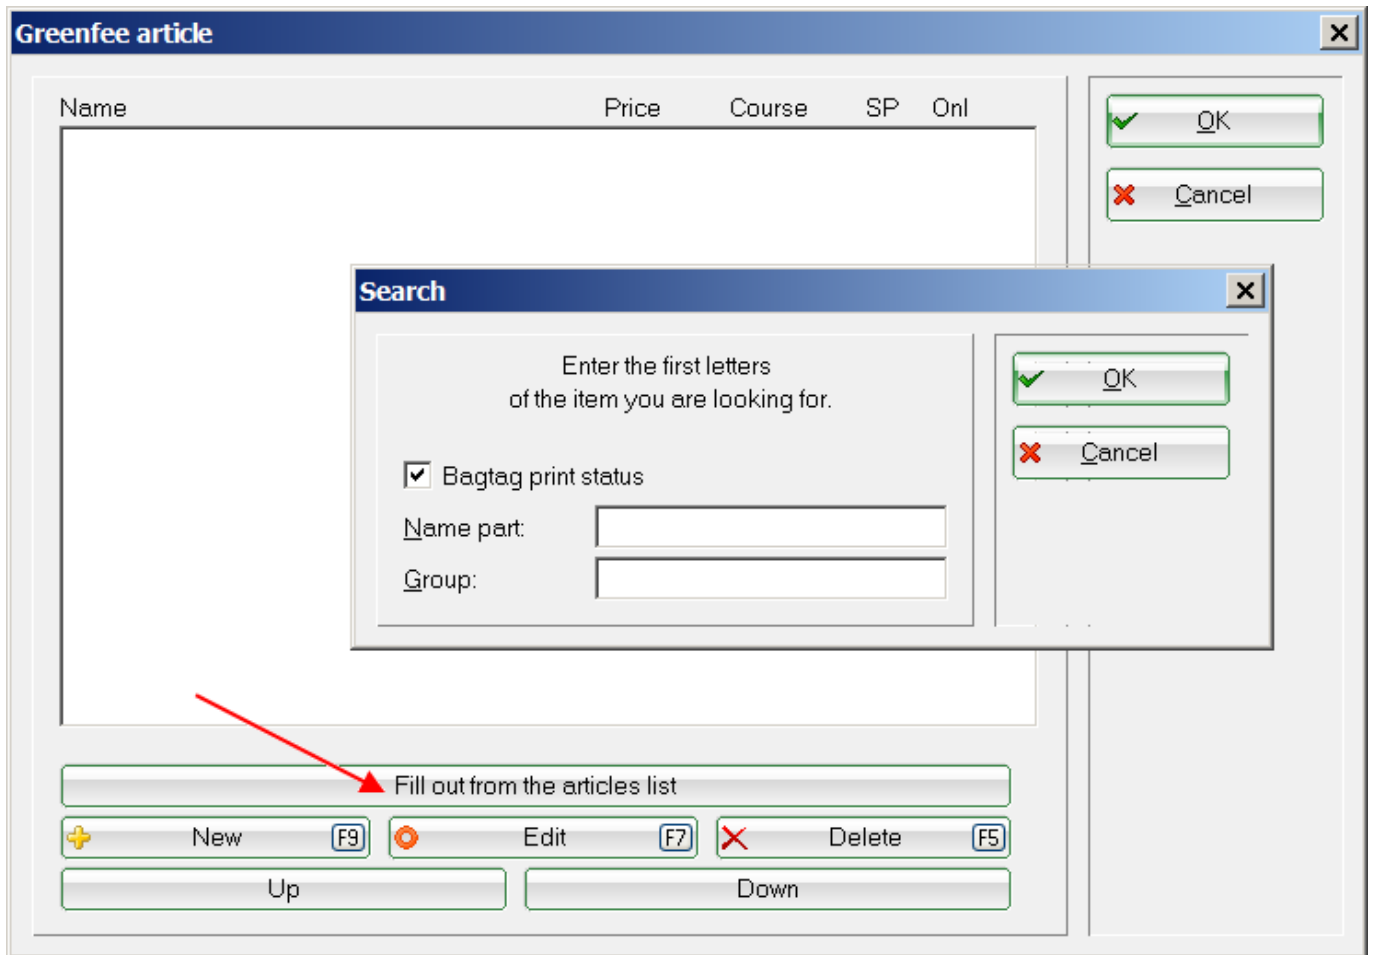 Greenfee article
Name Price Course SP Onl
OK
Cancel
Search
Enter the first letters
of the item you are looking for.
Bagtag print status
Name part:
Group:
OK
Cancel
Fill out from the articles list
New F9 Edit F7 Delete F5
Up Down